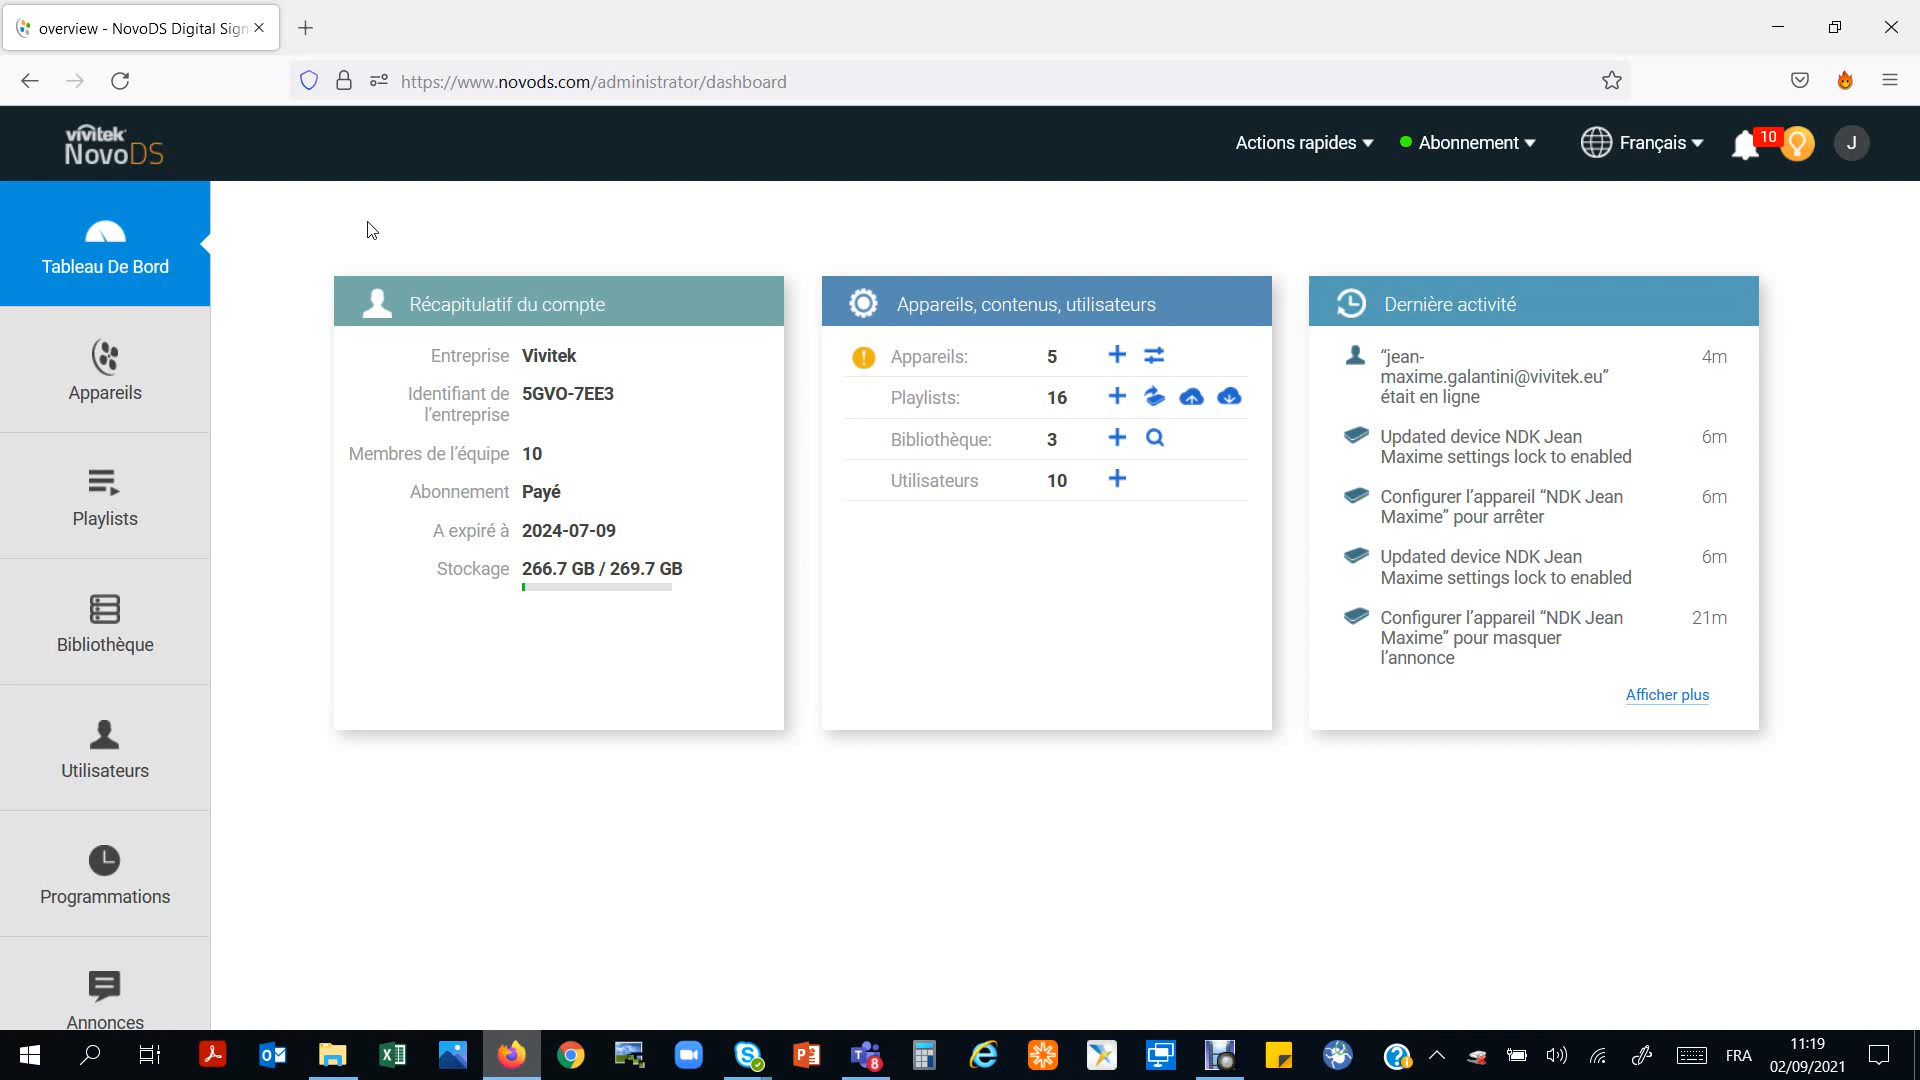 overview - NovoDS Digital Sign
https://www.novods.com/administrator/dashboard
vivitek
NovoDS
Actions rapides
Abonnement
Français
10
J
Tableau De Bord
Appareils
Playlists
Bibliothèque
Utilisateurs
Programmations
Annonces
Récapitulatif du compte
Entreprise Vivitek
Identifiant de 5GVO-7EE3
l’entreprise
Membres de l’équipe 10
Abonnement Payé
A expiré à 2024-07-09
Stockage 266.7 GB / 269.7 GB
Appareils, contenus, utilisateurs
Appareils: 5
Playlists: 16
Bibliothèque: 3
Utilisateurs 10
Dernière activité
“jean- 4m
maxime.galantini@vivitek.eu”
était en ligne
Updated device NDK Jean 6m
Maxime settings lock to enabled
Configurer l’appareil “NDK Jean 6m
Maxime” pour arrêter
Updated device NDK Jean 6m
Maxime settings lock to enabled
Configurer l’appareil “NDK Jean 21m
Maxime” pour masquer
l’annonce
Afficher plus
8
FRA
11:19
02/09/2021